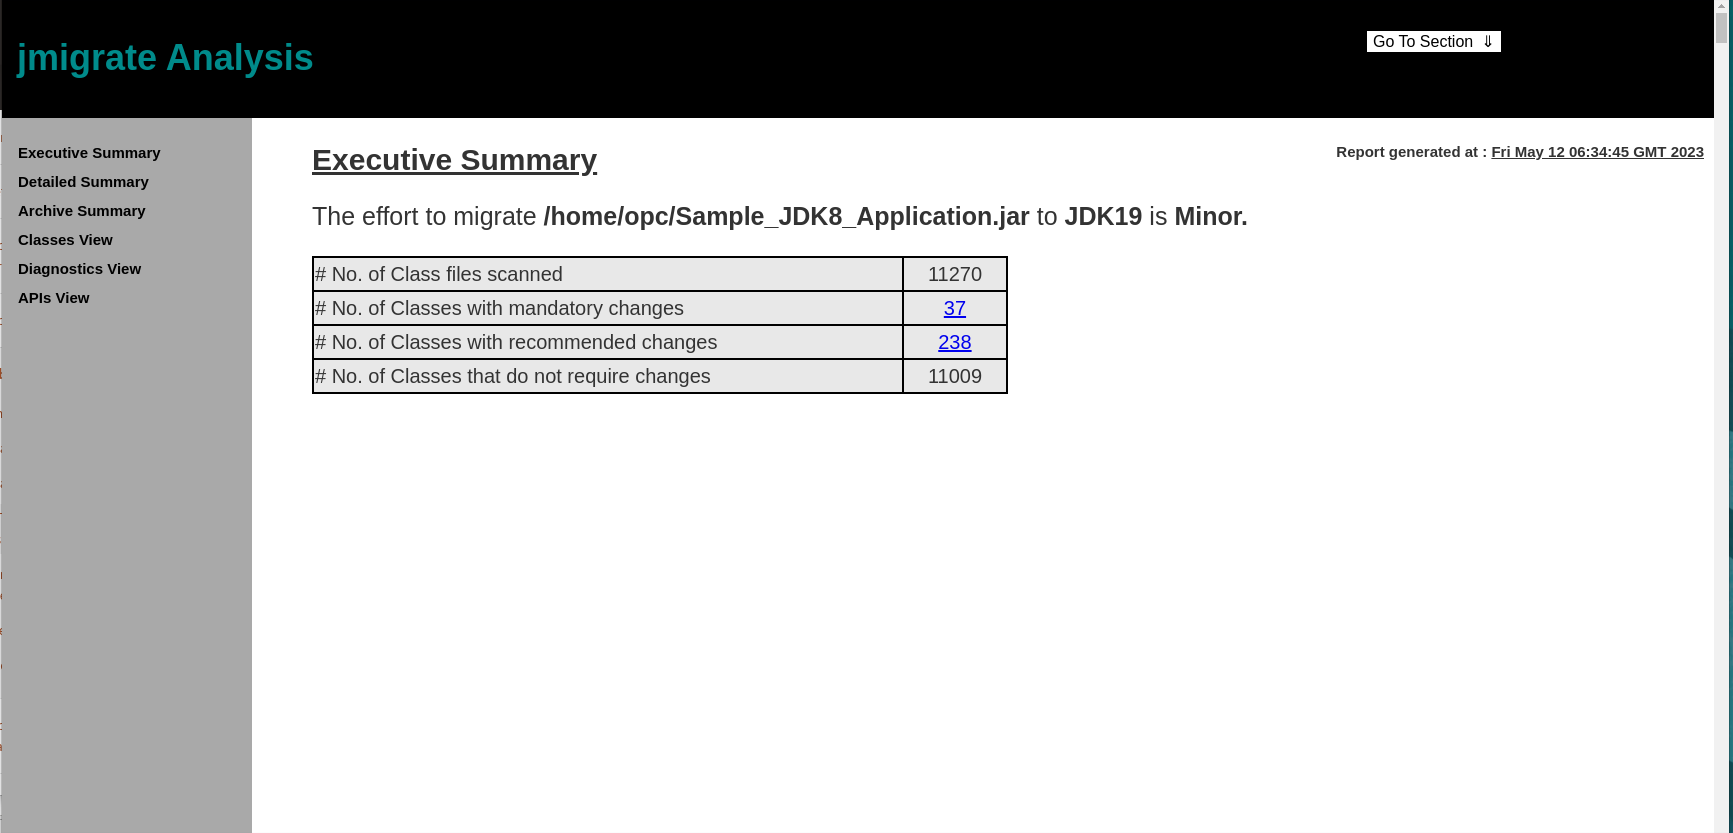 jmigrate Analysis
Go To Section ⇓
Executive Summary
Detailed Summary
Archive Summary
Classes View
Diagnostics View
APIs View
Executive Summary
Report generated at : Fri May 12 06:34:45 GMT 2023
The effort to migrate /home/opc/Sample_JDK8_Application.jar to JDK19 is Minor.
# No. of Class files scanned 11270
# No. of Classes with mandatory changes 37
# No. of Classes with recommended changes 238
# No. of Classes that do not require changes 11009